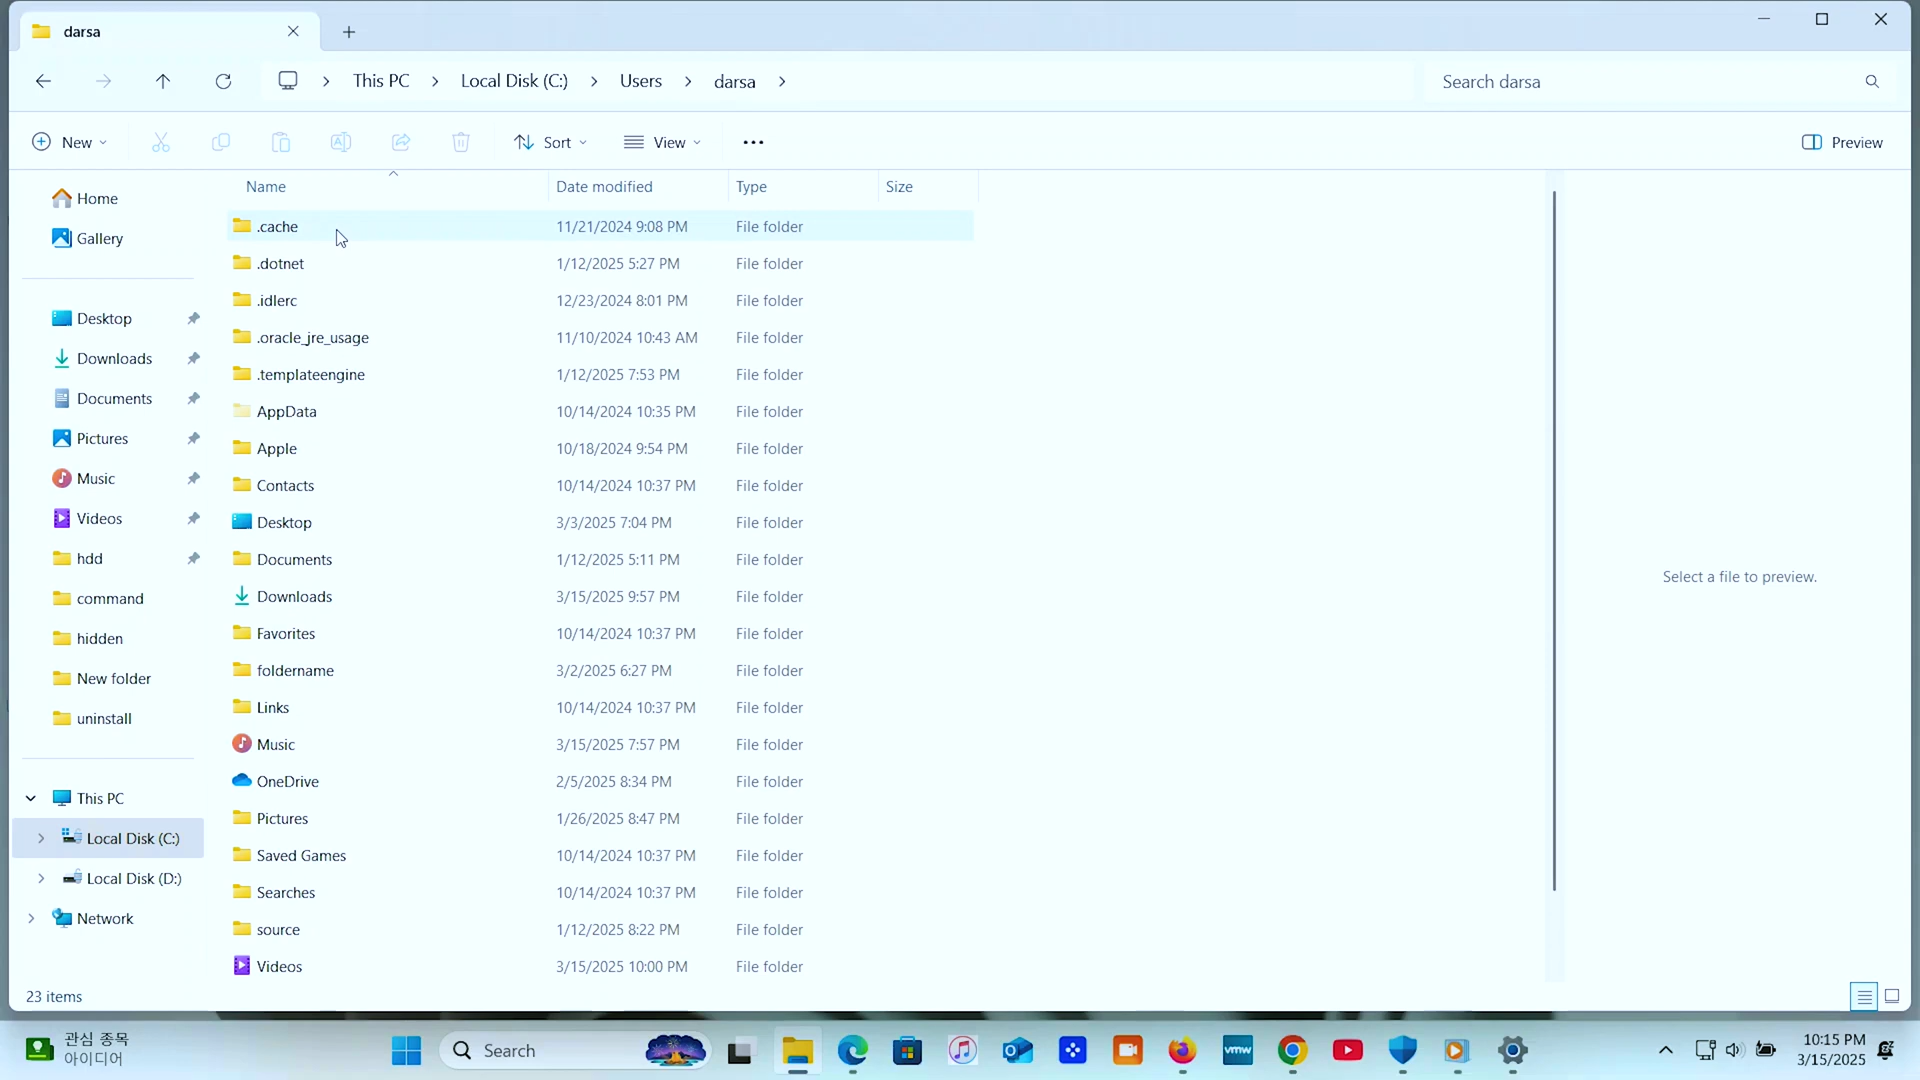 darsa
This PC
Local Disk (C:)
Users
darsa
Search darsa
New
Sort
View
Preview
Name
Date modified
Type
Size
Home
Gallery
Desktop
Downloads
Documents
Pictures
Music
Videos
hdd
command
hidden
New folder
uninstall
This PC
Local Disk (C:)
Local Disk (D:)
Network
.cache 11/21/2024 9:08 PM File folder
.dotnet 1/12/2025 5:27 PM File folder
.idlerc 12/23/2024 8:01 PM File folder
.oracle_jre_usage 11/10/2024 10:43 AM File folder
.templateengine 1/12/2025 7:53 PM File folder
AppData 10/14/2024 10:35 PM File folder
Apple 10/18/2024 9:54 PM File folder
Contacts 10/14/2024 10:37 PM File folder
Desktop 3/3/2025 7:04 PM File folder
Documents 1/12/2025 5:11 PM File folder
Downloads 3/15/2025 9:57 PM File folder
Favorites 10/14/2024 10:37 PM File folder
foldername 3/2/2025 6:27 PM File folder
Links 10/14/2024 10:37 PM File folder
Music 3/15/2025 7:57 PM File folder
OneDrive 2/5/2025 8:34 PM File folder
Pictures 1/26/2025 8:47 PM File folder
Saved Games 10/14/2024 10:37 PM File folder
Searches 10/14/2024 10:37 PM File folder
source 1/12/2025 8:22 PM File folder
Videos 3/15/2025 10:00 PM File folder
Select a file to preview.
23 items
관심 종목
아이디어
Search
vmw
10:15 PM
3/15/2025